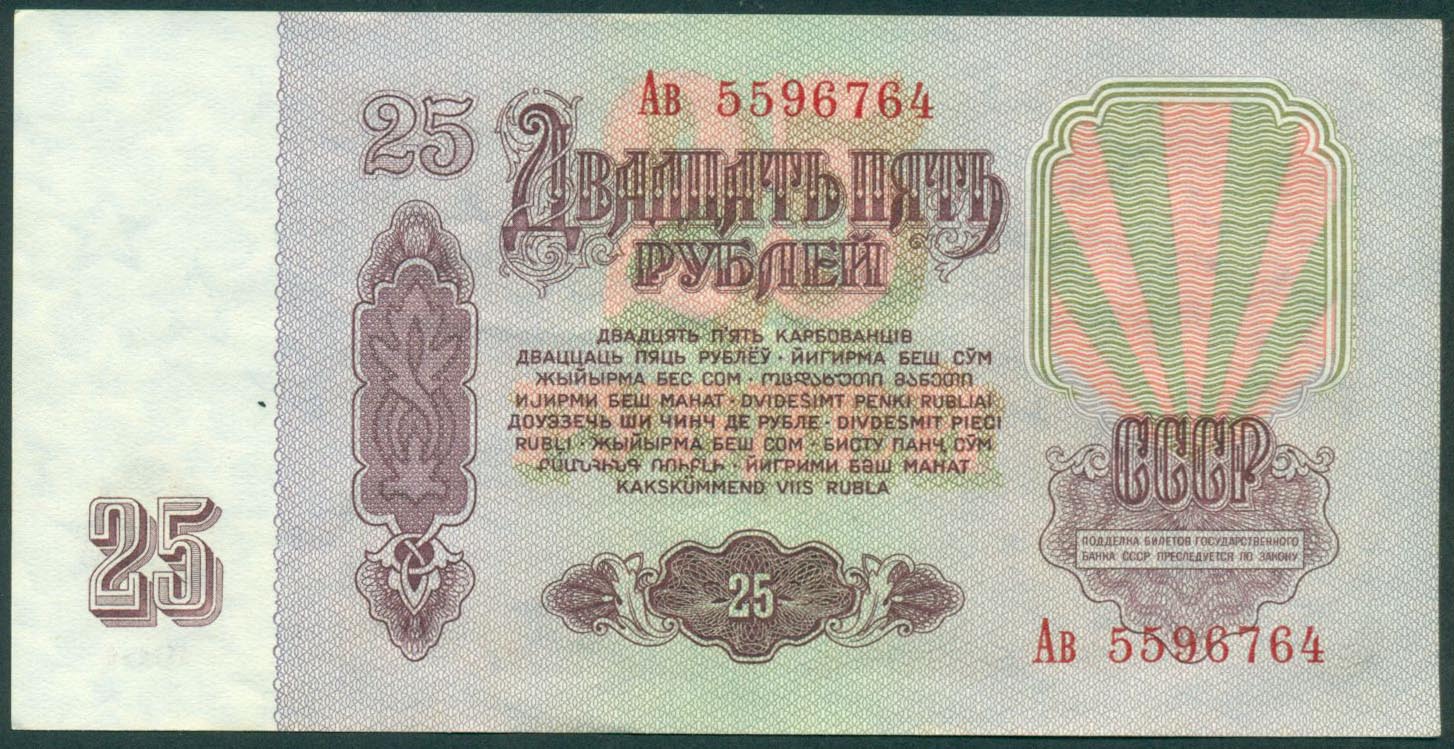 Ав 5596764
25
Двадцать пять
рублей
ДВАДЦЯТЬ П'ЯТЬ КАРБОВАНЦІВ
ДВАЦЦАЦЬ ПЯЦЬ РУБЛЁЎ · ЙИГИРМА БЕШ СЎМ
ЖЫЙЫРМА БЕС СОМ · ᲝᲪᲓᲐᲮᲣᲗᲘ ᲛᲐᲜᲔᲗᲘ
ИЈИРМИ БЕШ МАНАТ · DVIDEŠIMT PENKI RUBLIAI
ДОУЭЗЕЧЬ ШИ ЧИНЧ ДЕ РУБЛЕ · DIVDESMIT PIECI
RUBĻI · ЖЫЙЫРМА БЕШ СОМ · БИСТУ ПАНҶ СӮМ
ՔՍԱՆՀԻՆԳ ՌՈՒԲԼԻ · ЙИГРИМИ БӘШ МАНАТ
KAKSKÜMMEND VIIS RUBLA
СССР
ПОДДЕЛКА БИЛЕТОВ ГОСУДАРСТВЕННОГО
БАНКА СССР ПРЕСЛЕДУЕТСЯ ПО ЗАКОНУ
25
25
Ав 5596764